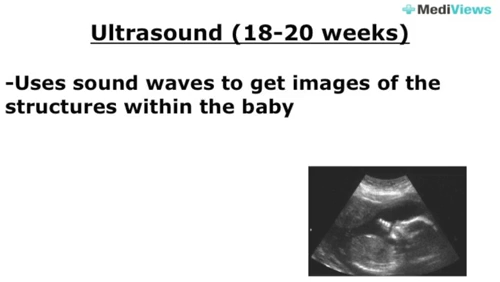 MediViews
Ultrasound (18-20 weeks)
-Uses sound waves to get images of the
structures within the baby